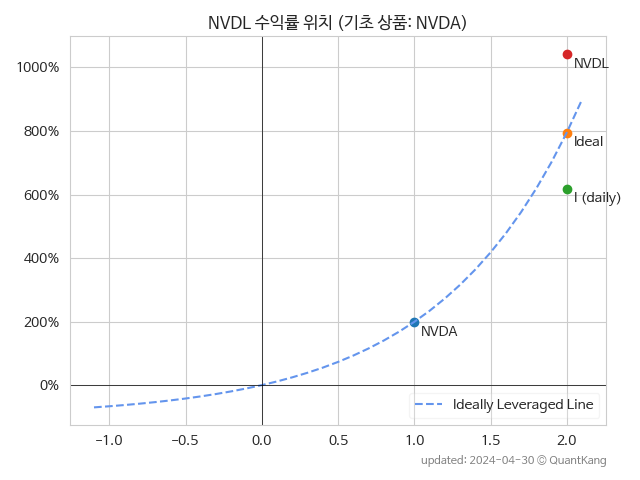 NVDL 수익률 위치 (기초 상품: NVDA)
1000%
800%
600%
400%
200%
0%
NVDL
Ideal
I (daily)
NVDA
Ideally Leveraged Line
−1.0
−0.5
0.0
0.5
1.0
1.5
2.0
updated: 2024-04-30 © QuantKang